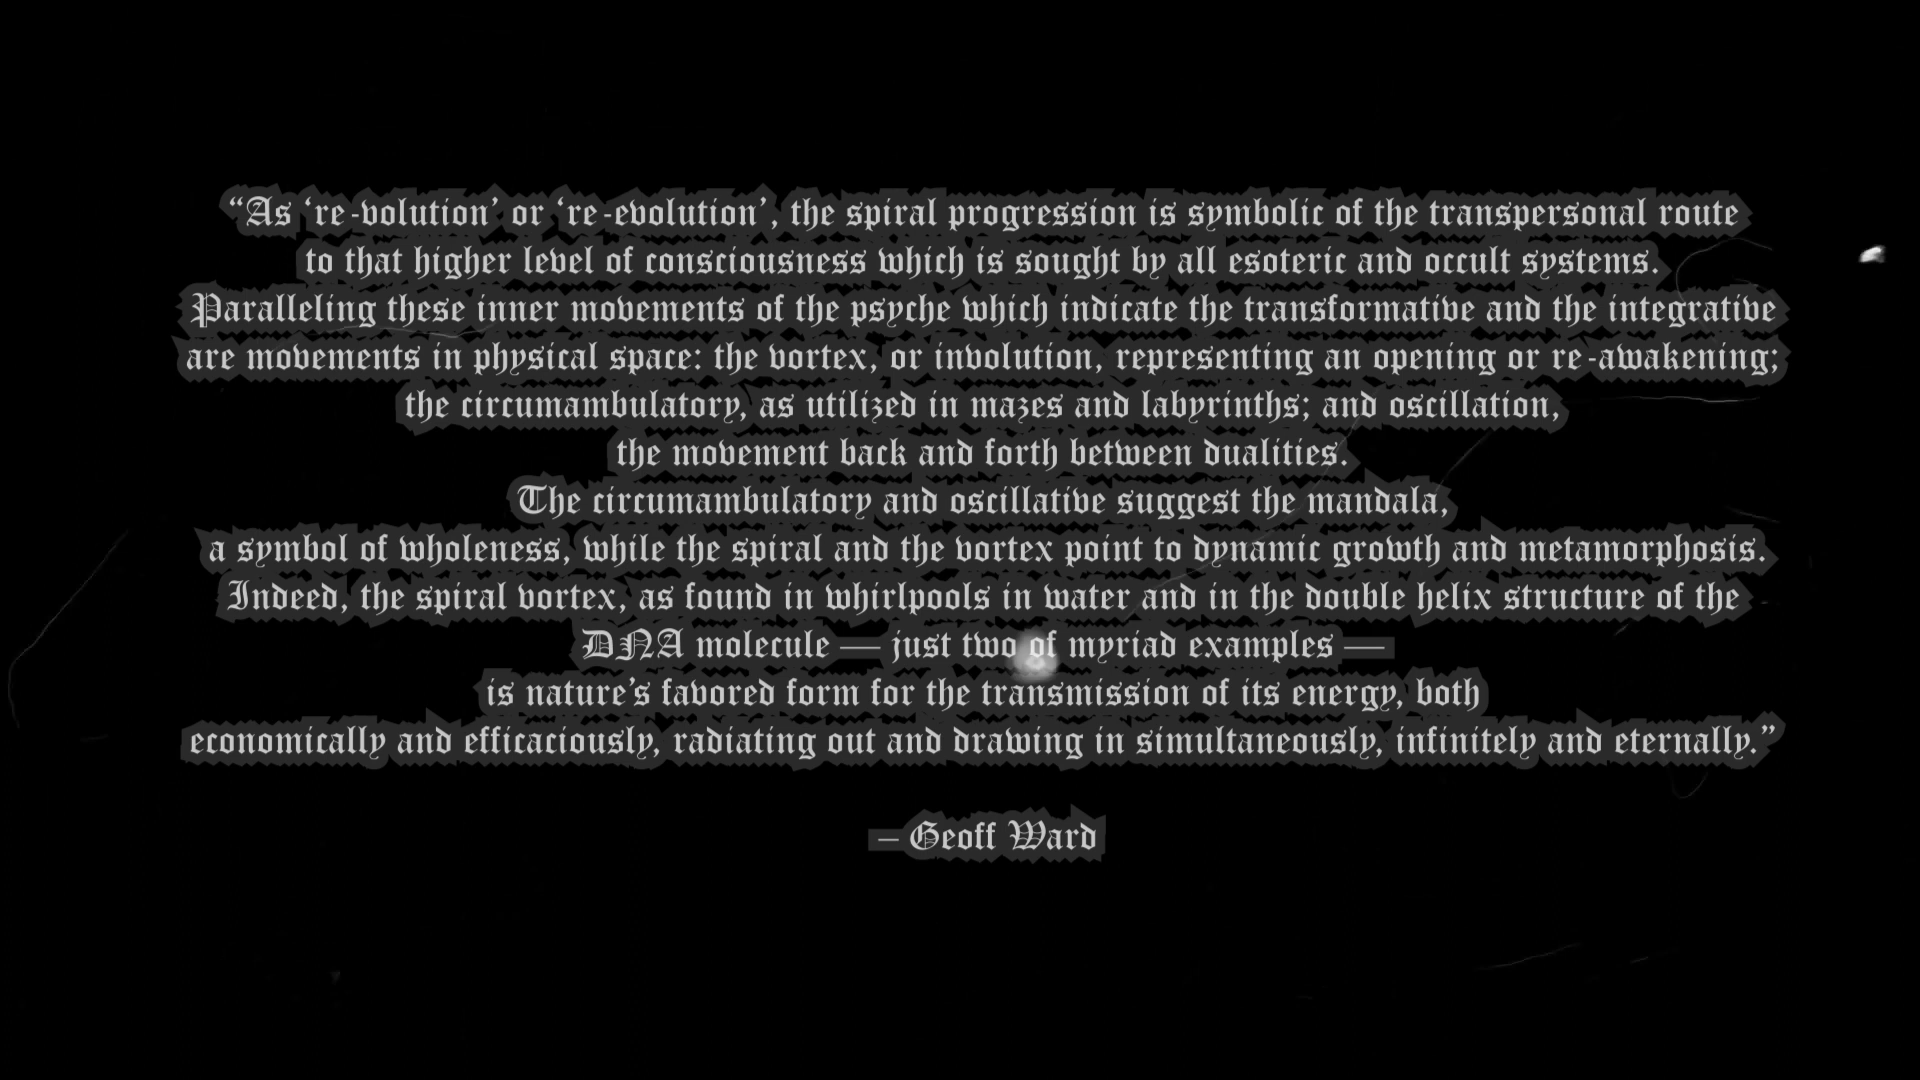 “As ‘re-volution’ or ‘re-evolution’, the spiral progression is symbolic of the transpersonal route
to that higher level of consciousness which is sought by all esoteric and occult systems.
Paralleling these inner movements of the psyche which indicate the transformative and the integrative
are movements in physical space: the vortex, or involution, representing an opening or re-awakening;
the circumambulatory, as utilized in mazes and labyrinths; and oscillation,
the movement back and forth between dualities.
The circumambulatory and oscillative suggest the mandala,
a symbol of wholeness, while the spiral and the vortex point to dynamic growth and metamorphosis.
Indeed, the spiral vortex, as found in whirlpools in water and in the double helix structure of the
DNA molecule — just two of myriad examples —
is nature’s favored form for the transmission of its energy, both
economically and efficaciously, radiating out and drawing in simultaneously, infinitely and eternally.”
– Geoff Ward